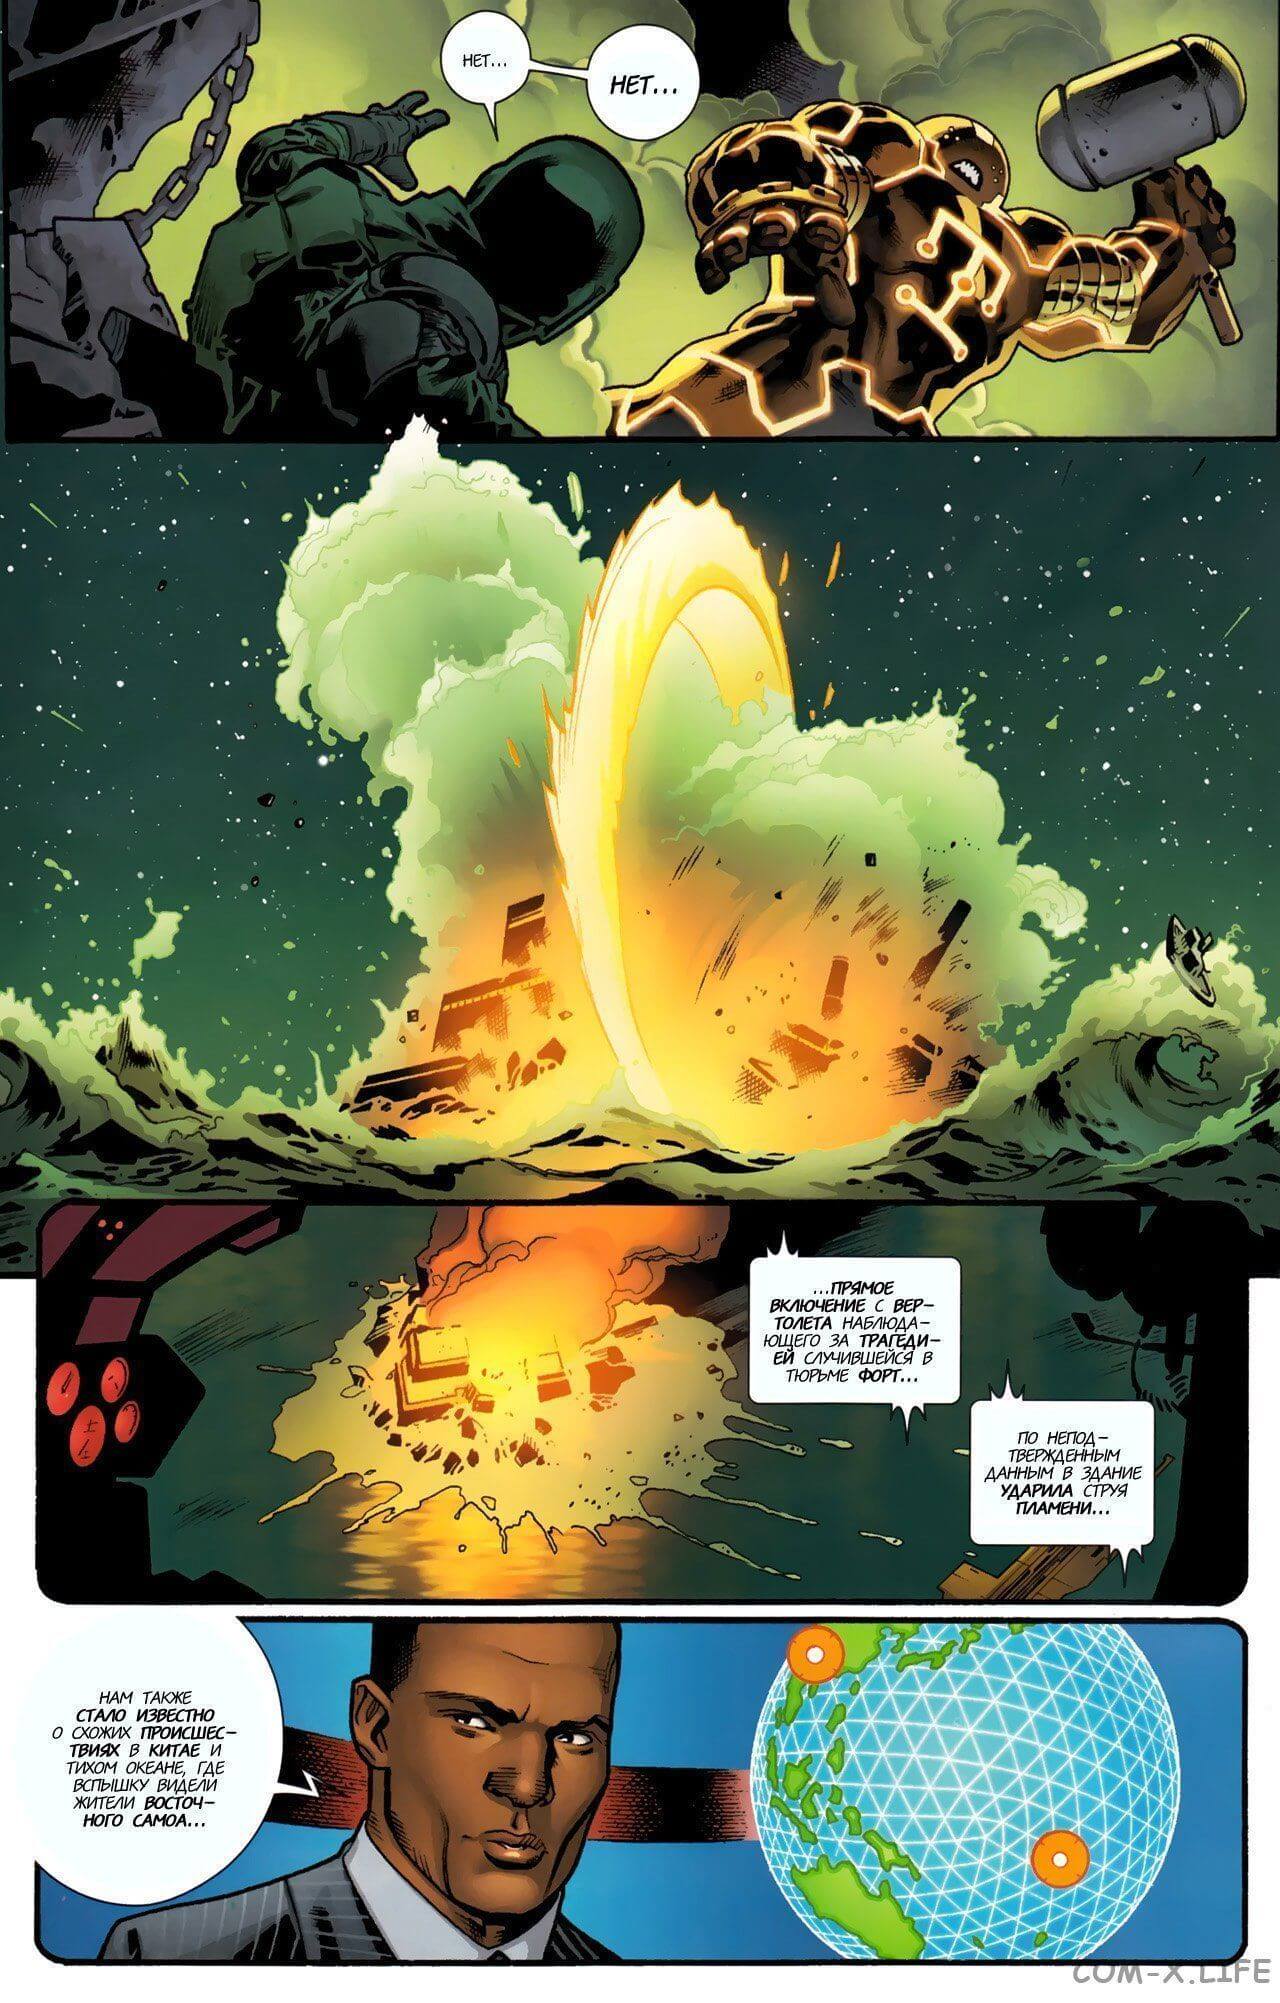 НЕТ...
НЕТ...
...ПРЯМОЕ
ВКЛЮЧЕНИЕ С ВЕР-
ТОЛЕТА НАБЛЮДА-
ЮЩЕГО ЗА ТРАГЕДИ-
ЕЙ СЛУЧИВШЕЙСЯ В
ТЮРЬМЕ ФОРТ...
ПО НЕПОД-
ТВЕРЖДЕННЫМ
ДАННЫМ В ЗДАНИЕ
УДАРИЛА СТРУЯ
ПЛАМЕНИ...
НАМ ТАКЖЕ
СТАЛО ИЗВЕСТНО
О СХОЖИХ ПРОИСШЕС-
ТВИЯХ В КИТАЕ И
ТИХОМ ОКЕАНЕ, ГДЕ
ВСПЫШКУ ВИДЕЛИ
ЖИТЕЛИ ВОСТОЧ-
НОГО САМОА...
COM-X.LIFE